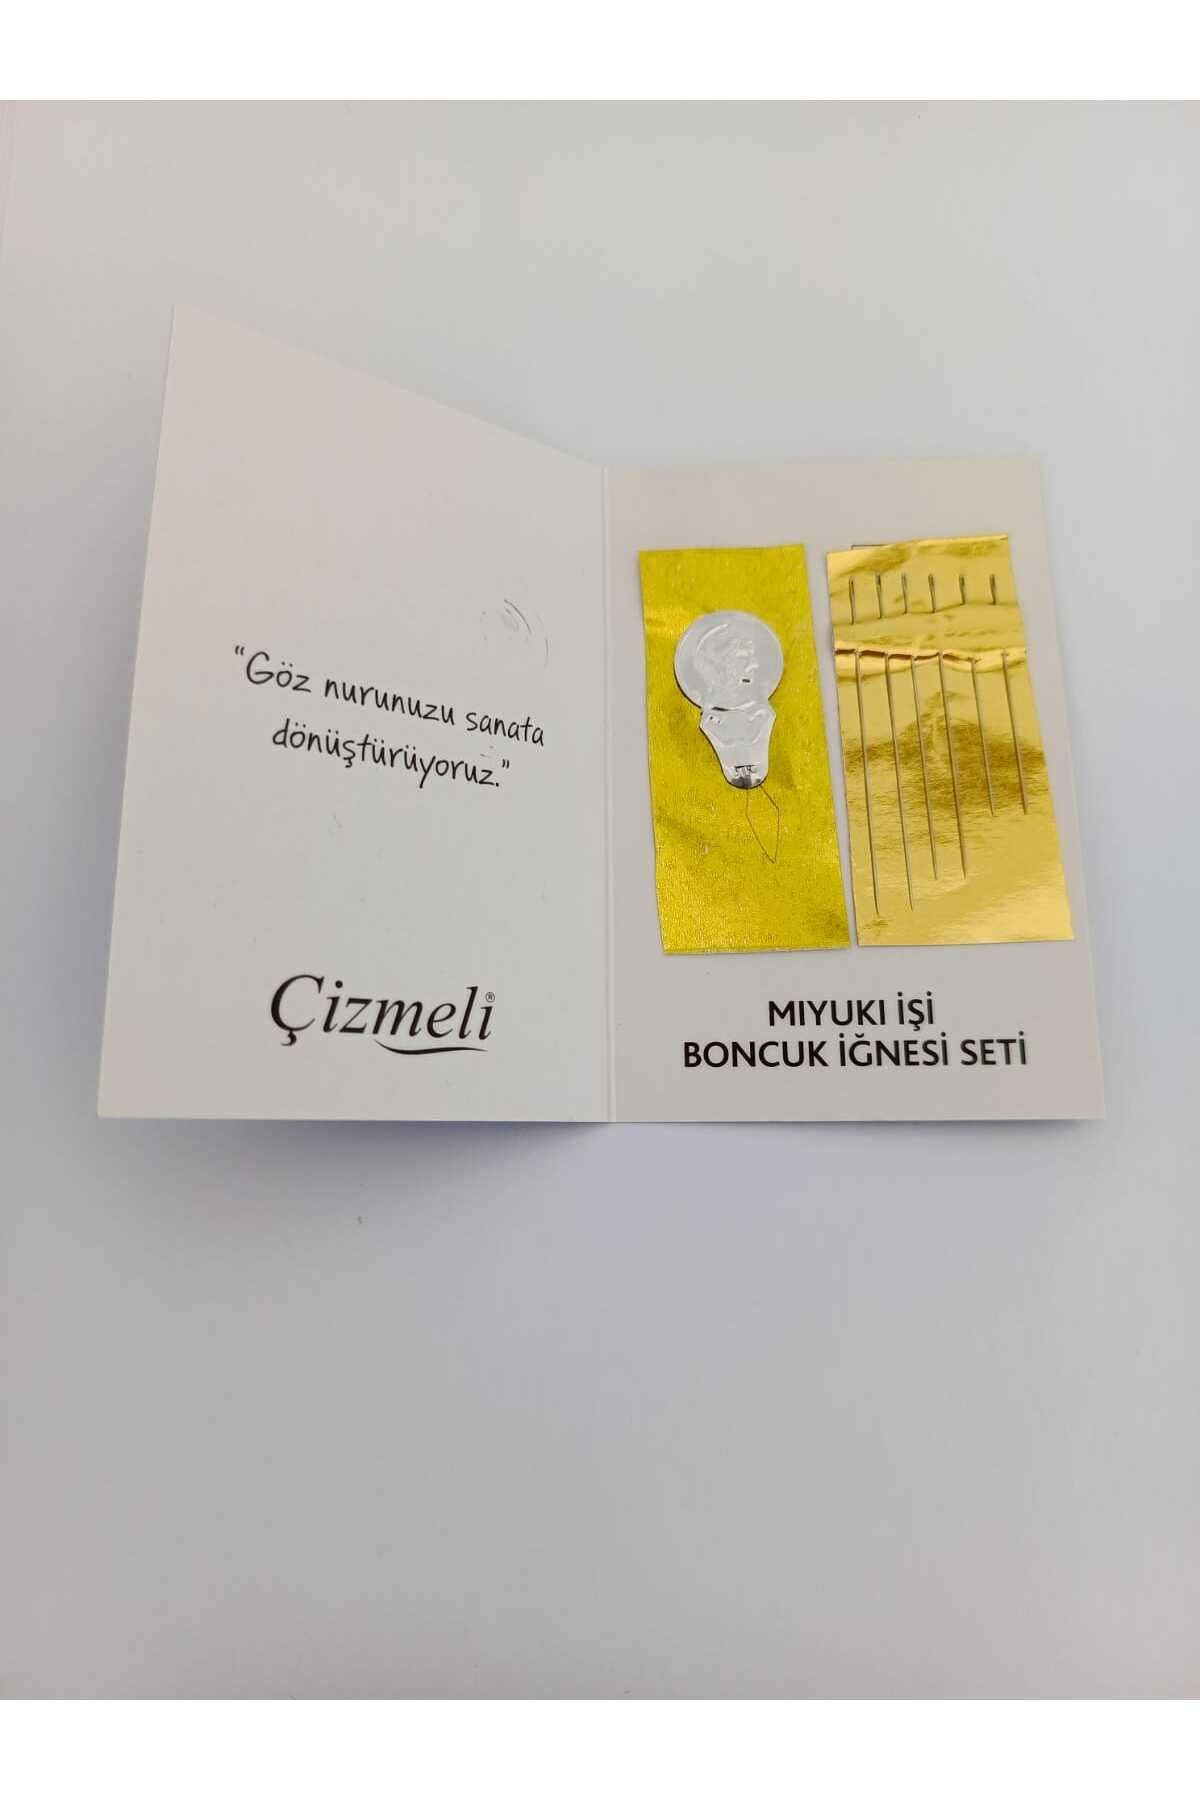 "Göz nurunuzu sanata
dönüştürüyoruz."
Çizmeli®
MIYUKI İŞİ
BONCUK İĞNESİ SETİ